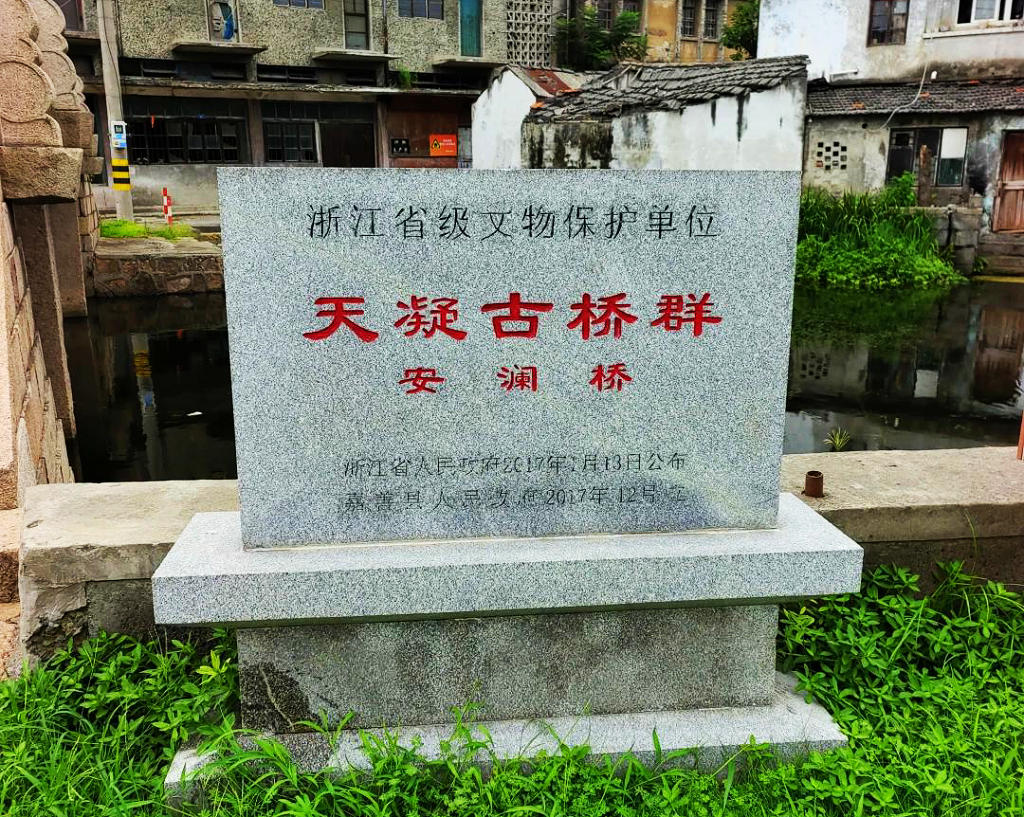 浙江省级文物保护单位
天凝古桥群
安澜桥
浙江省人民政府2017年1月13日公布
嘉善县人民政府2017年12月立